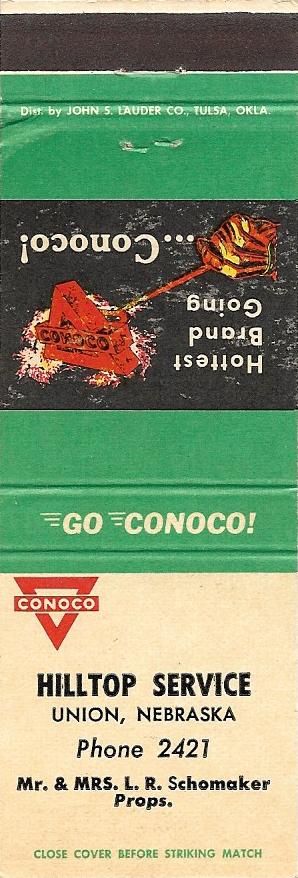 Dist. by JOHN S. LAUDER CO., TULSA, OKLA.
Hottest
Brand
Going
...Conoco!
CONOCO
GO CONOCO!
CONOCO
HILLTOP SERVICE
UNION, NEBRASKA
Phone 2421
Mr. & MRS. L. R. Schomaker
Props.
CLOSE COVER BEFORE STRIKING MATCH